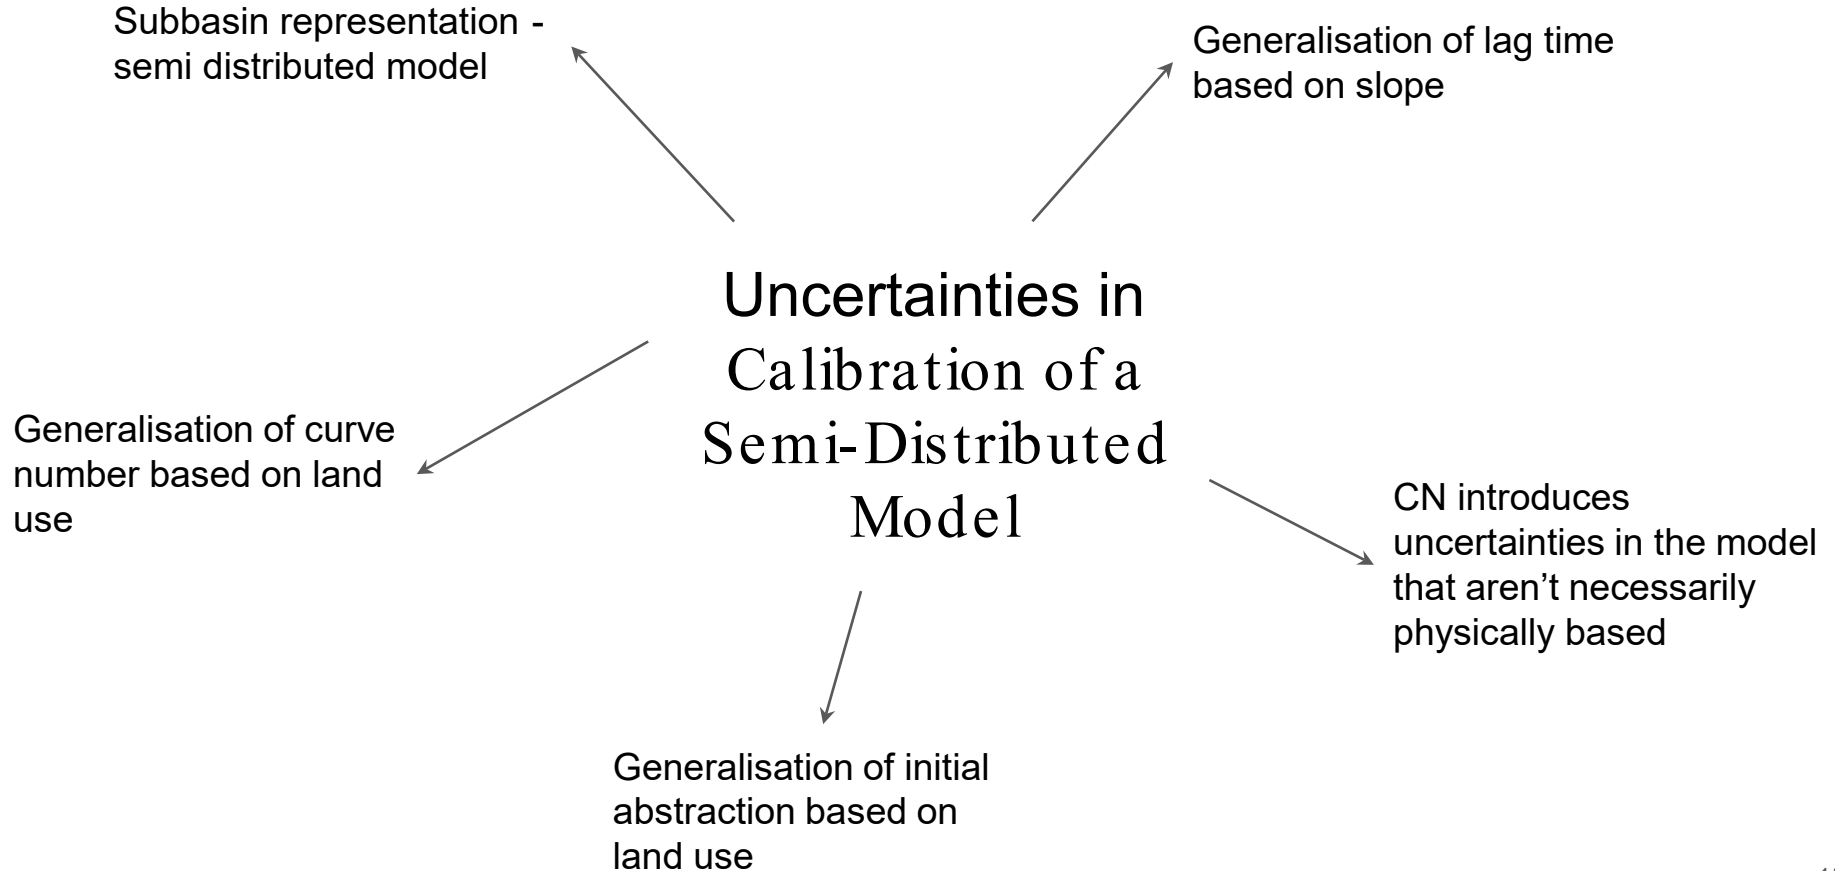 Subbasin representation -
semi distributed model
Generalisation of lag time
based on slope
Uncertainties in
Calibration of a
Semi-Distributed
Model
Generalisation of curve
number based on land
use
CN introduces
uncertainties in the model
that aren’t necessarily
physically based
Generalisation of initial
abstraction based on
land use